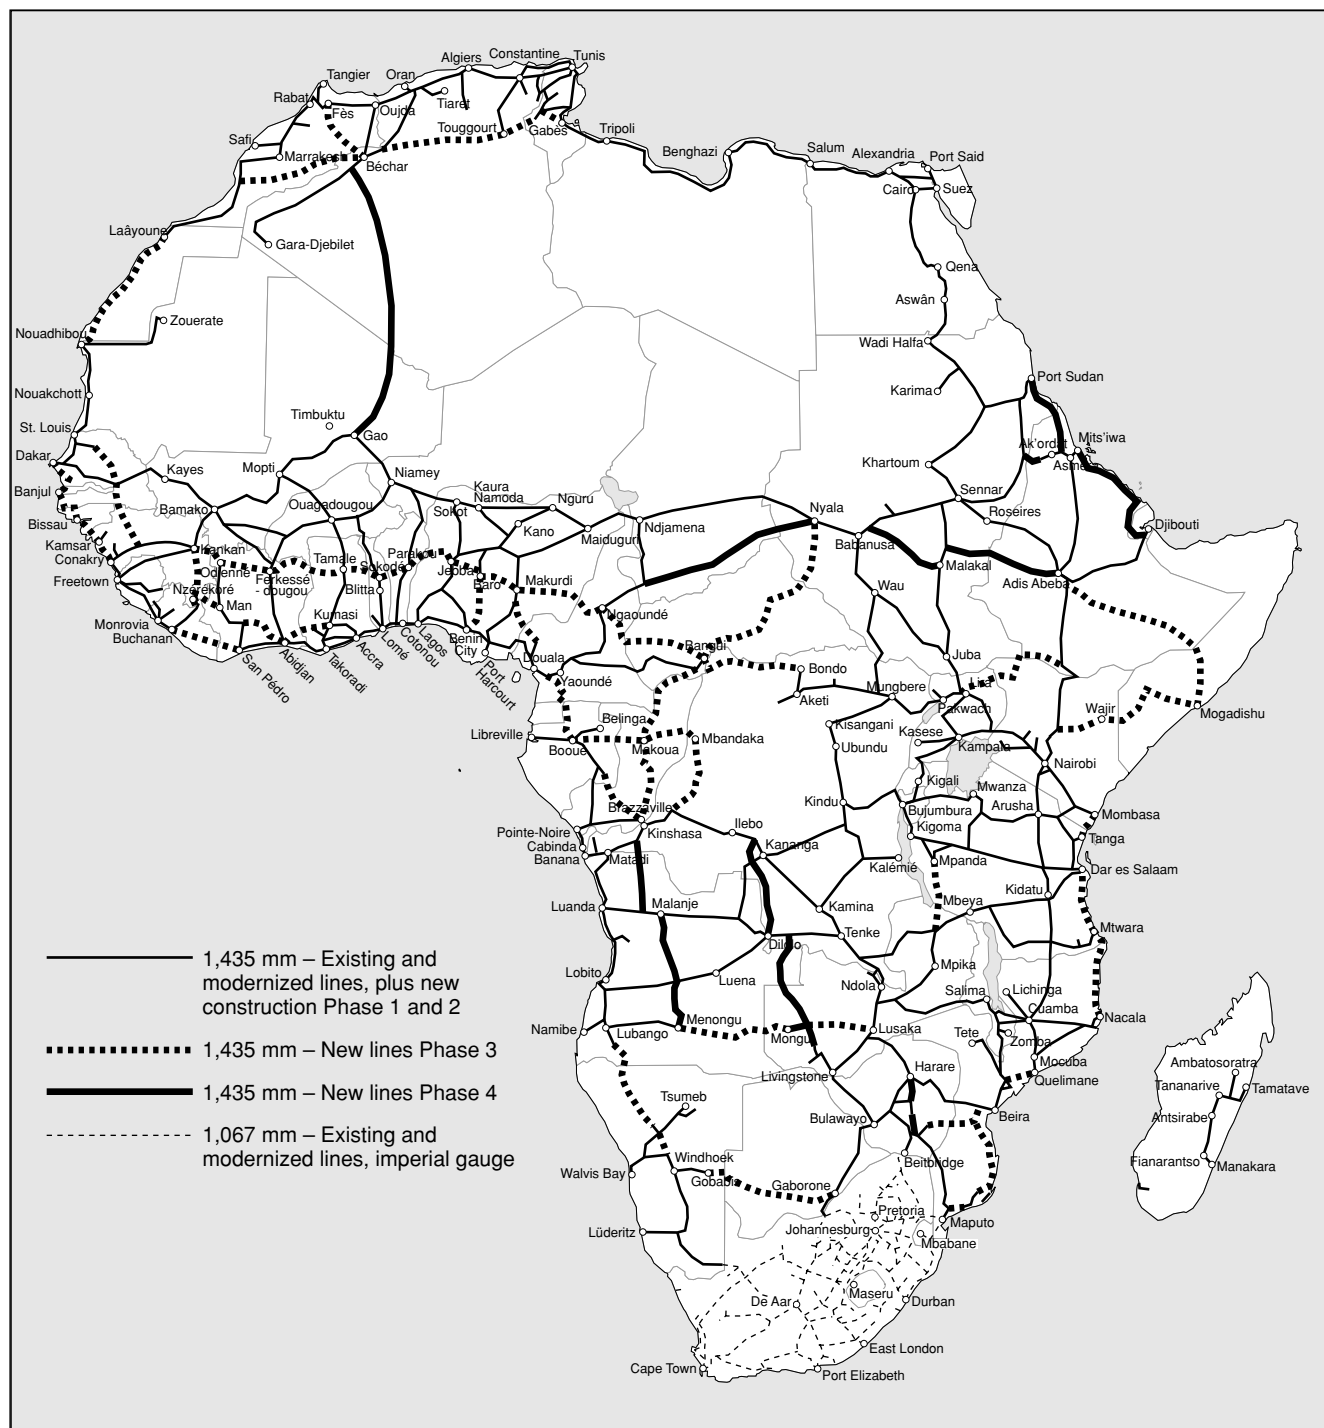 Constantine
Algiers
Tunis
Tangier
Oran
Rabat
Fès
Oujda
Tiaret
Safi
Touggourt
Gabès
Tripoli
Marrakesh
Béchar
Benghazi
Salum
Alexandria
Port Said
Cairo
Suez
Laâyoune
Gara-Djebilet
Qena
Aswân
Zouerate
Nouadhibou
Wadi Halfa
Nouakchott
Karima
Port Sudan
Timbuktu
St. Louis
Gao
Ak'ordat
Mits'iwa
Dakar
Kayes
Mopti
Niamey
Khartoum
Banjul
Kaura
Namoda
Nguru
Sennar
Bamako
Ouagadougou
Sokot
Nyala
Roseires
Bissau
Kano
Ndjamena
Djibouti
Kamsar
Kankan
Maiduguri
Babanusa
Conakry
Tamale
Parakou
Odienné
Sokodé
Jebba
Malakal
Freetown
Ferkessé
- dougou
Baro
Makurdi
Adis Abeba
Nzérékoré
Blitta
Wau
Man
Kumasi
Ngaoundé
Monrovia
Buchanan
Benin
City
San Pédro
Abidjan
Takoradi
Accra
Lomé
Cotonou
Lagos
Port
Harcourt
Douala
Bangui
Juba
Yaoundé
Bondo
Mungbere
Lira
Aketi
Pakwach
Wajir
Mogadishu
Belinga
Kisangani
Libreville
Booué
Makoua
Mbandaka
Kasese
Ubundu
Kampala
Nairobi
Kigali
Mwanza
Brazzaville
Kindu
Bujumbura
Arusha
Mombasa
Pointe-Noire
Kinshasa
Ilebo
Kigoma
Tanga
Cabinda
Kananga
Banana
Matadi
Kalémié
Mpanda
Dar es Salaam
Kidatu
Luanda
Malanje
Kamina
Mbeya
Dilolo
Tenke
Mtwara
Lobito
Luena
Ndola
Mpika
Salima
Lichinga
Cuamba
Nacala
Namibe
Lubango
Menongu
Mongu
Lusaka
Tete
Zomba
Mocuba
Livingstone
Harare
Quelimane
Ambatosoratra
Tananarive
Tamatave
Tsumeb
Bulawayo
Beira
Antsirabe
Walvis Bay
Windhoek
Gobabis
Gaborone
Beitbridge
Fianarantso
Manakara
Pretoria
Lüderitz
Johannesburg
Maputo
Mbabane
De Aar
Maseru
Durban
East London
Cape Town
Port Elizabeth
1,435 mm – Existing and
modernized lines, plus new
construction Phase 1 and 2
1,435 mm – New lines Phase 3
1,435 mm – New lines Phase 4
1,067 mm – Existing and
modernized lines, imperial gauge